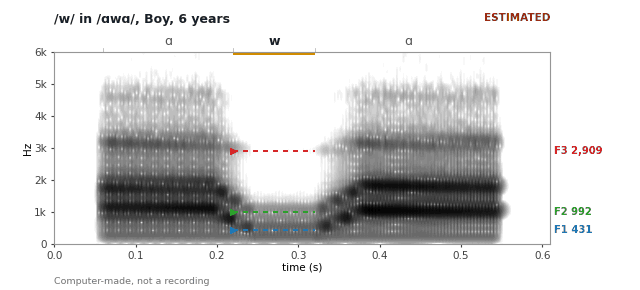 /w/ in /ɑwɑ/, Boy, 6 years
ESTIMATED
ɑ w ɑ
6k
5k
4k
3k
2k
1k
0
Hz
F3 2,909
F2 992
F1 431
0.0 0.1 0.2 0.3 0.4 0.5 0.6
time (s)
Computer-made, not a recording